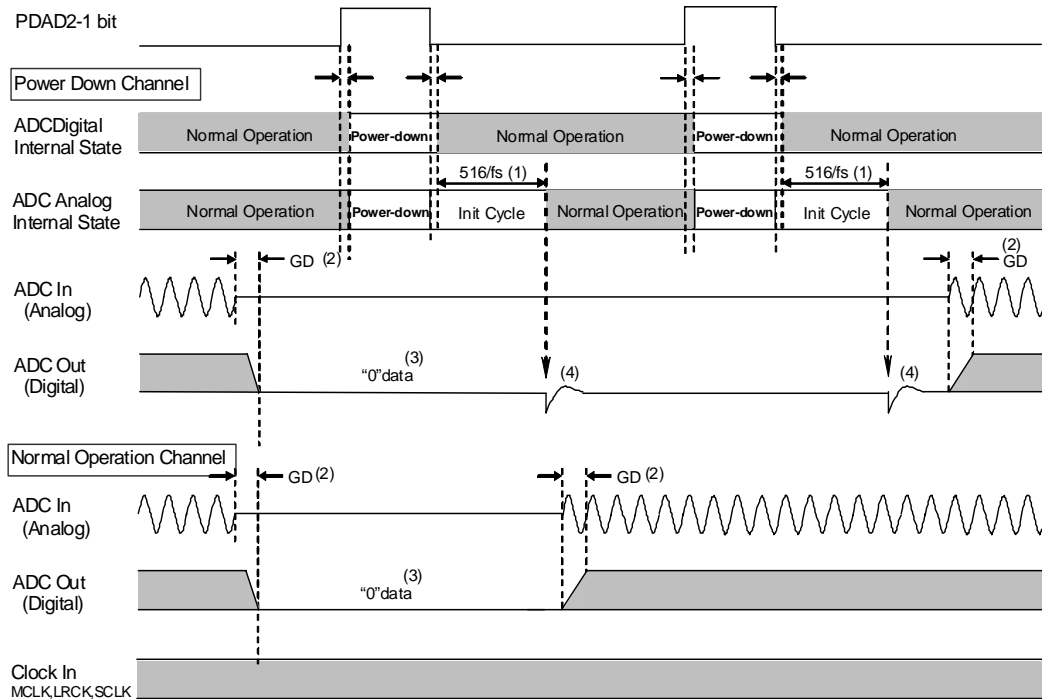 PDAD2-1 bit
Power Down Channel
ADCDigital
Internal State
Normal Operation
Power-down
Normal Operation
Power-down
Normal Operation
516/fs (1)
516/fs (1)
ADC Analog
Internal State
Normal Operation
Power-down
Init Cycle
Normal Operation
Power-down
Init Cycle
Normal Operation
GD (2)
(2)
GD
ADC In
(Analog)
ADC Out
(Digital)
(3)
“0”data
(4)
(4)
Normal Operation Channel
GD (2)
GD (2)
ADC In
(Analog)
ADC Out
(Digital)
(3)
“0”data
Clock In
MCLK,LRCK,SCLK